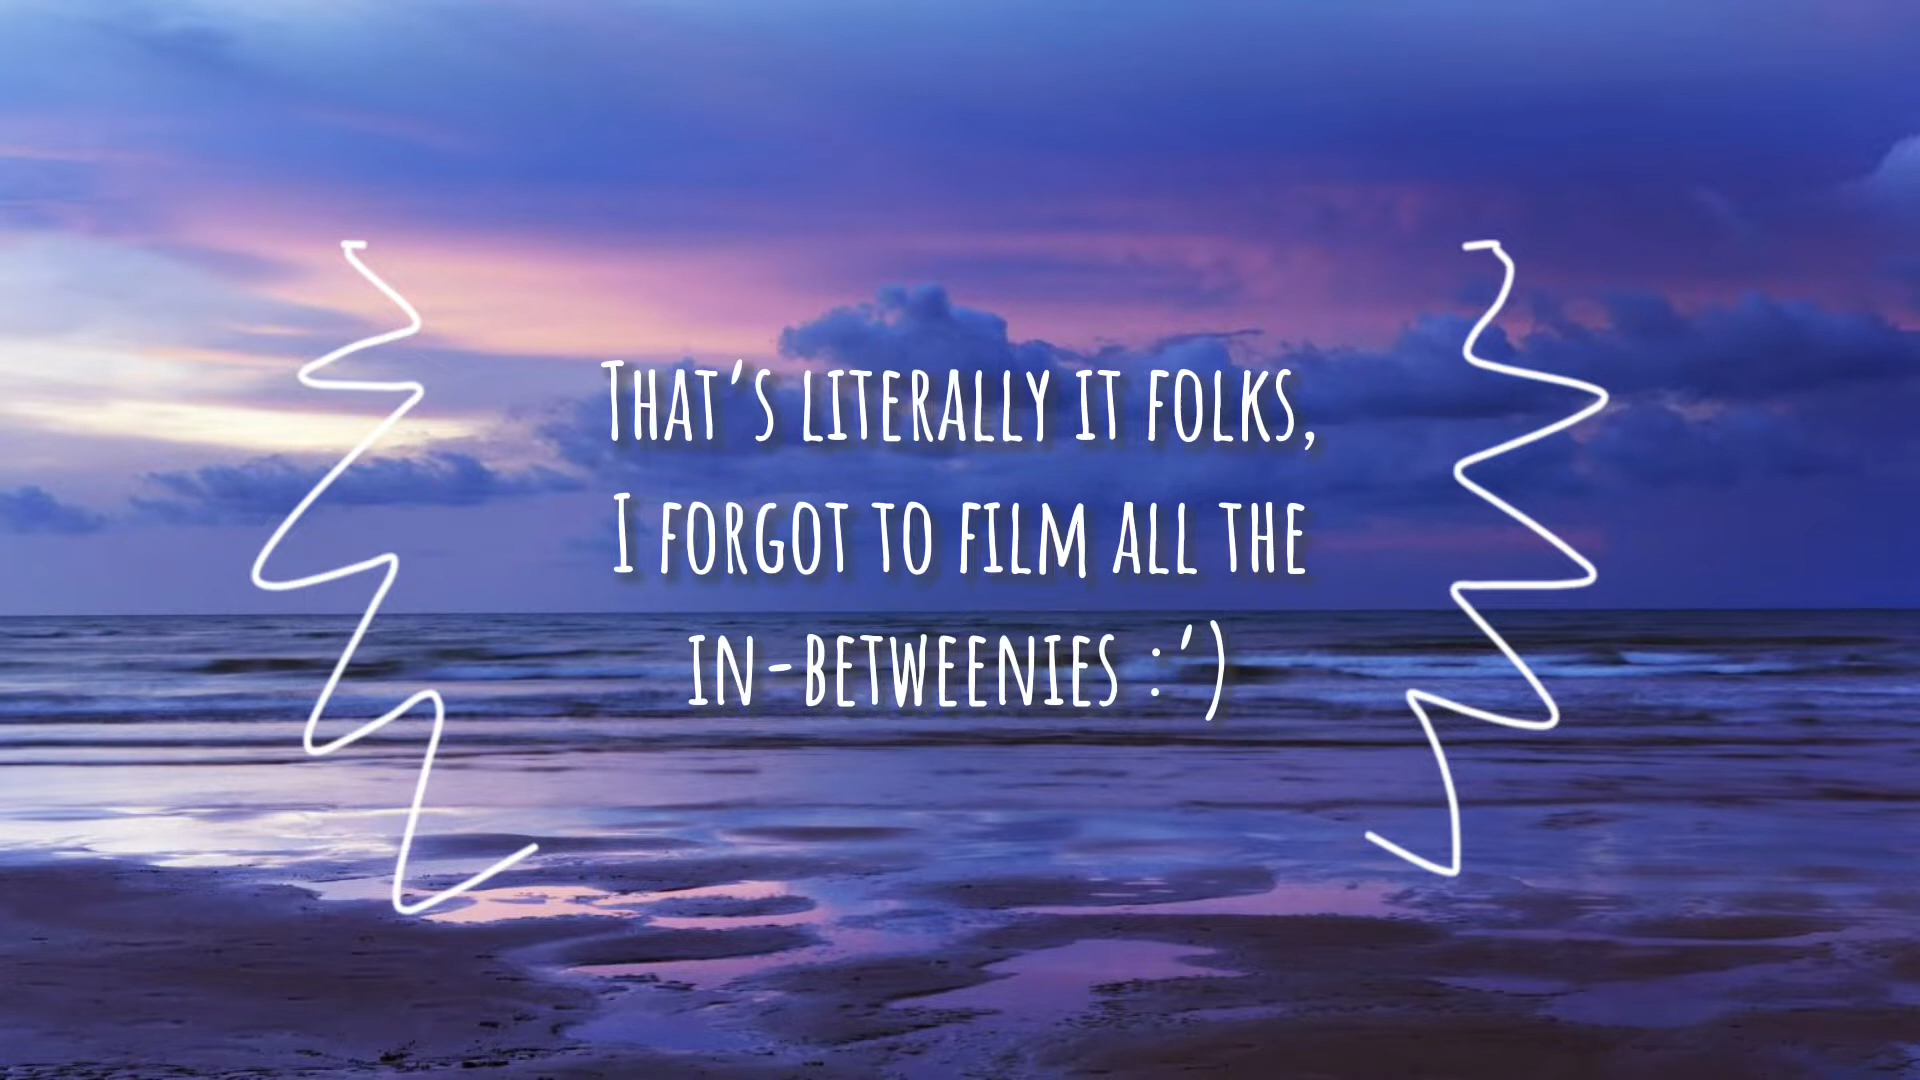 That's literally it folks,
I forgot to film all the
in-betweenies :')